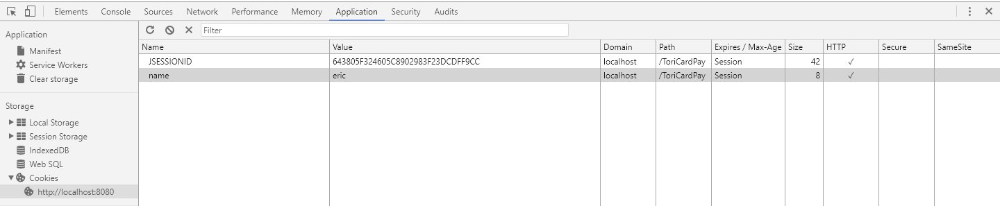 Elements Console Sources Network Performance Memory Application Security Audits
Application
Manifest
Service Workers
Clear storage
Storage
Local Storage
Session Storage
IndexedDB
Web SQL
Cookies
http://localhost:8080
Filter
Name Value Domain Path Expires / Max-Age Size HTTP Secure SameSite
JSESSIONID 643805F324605C8902983F23DCDFF9CC localhost /ToriCardPay Session 42 ✓
name eric localhost /ToriCardPay Session 8 ✓